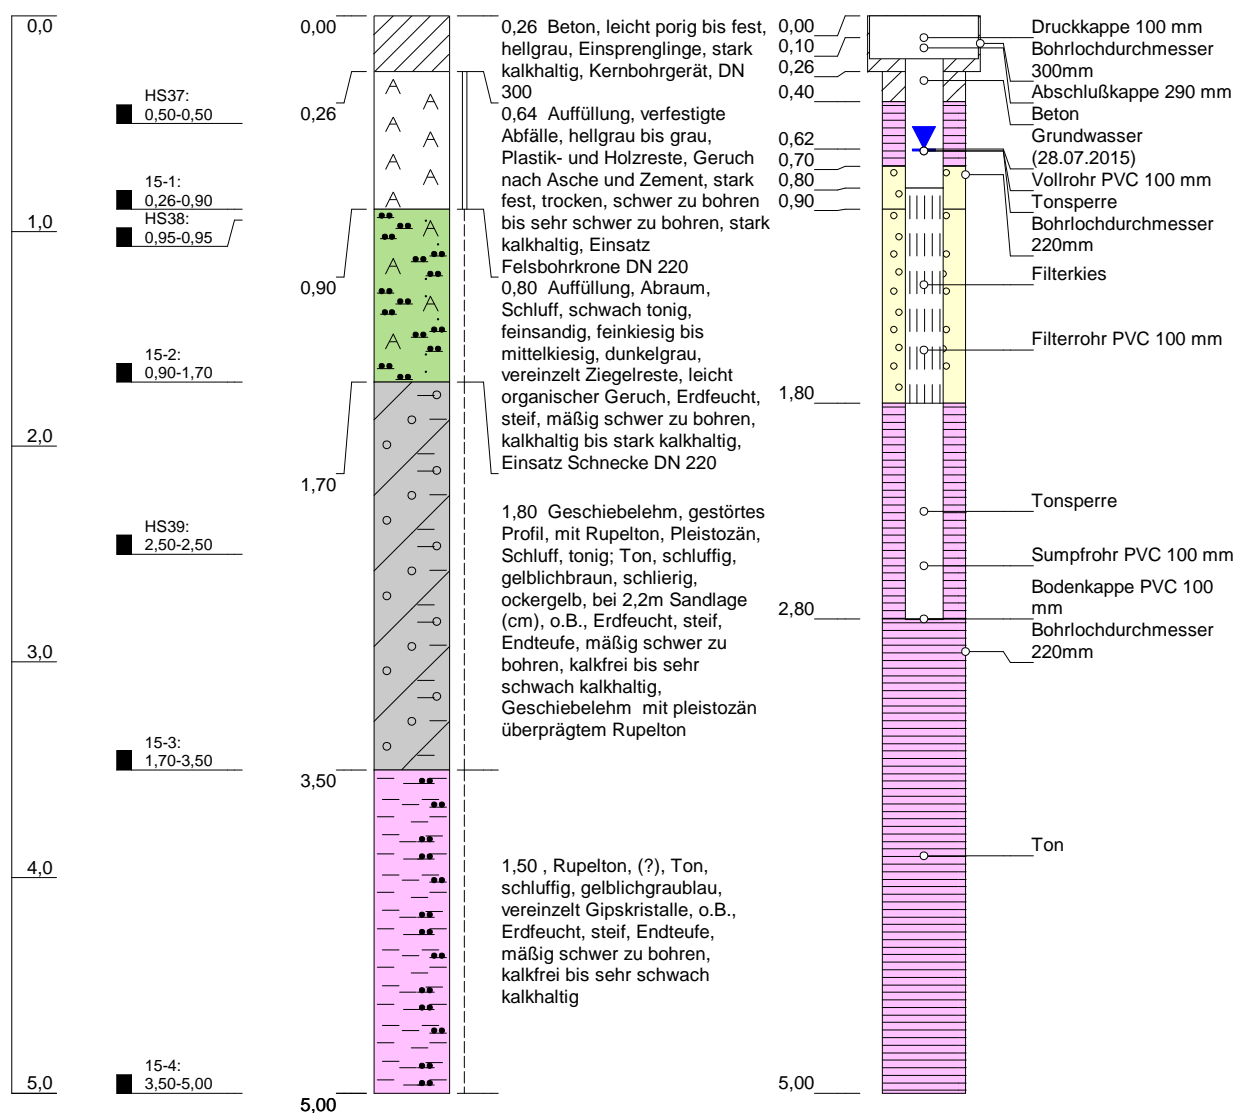 0,0
1,0
2,0
3,0
4,0
5,0
HS37:
0,50-0,50
15-1:
0,26-0,90
HS38:
0,95-0,95
15-2:
0,90-1,70
HS39:
2,50-2,50
15-3:
1,70-3,50
15-4:
3,50-5,00
0,00
0,26
0,90
1,70
3,50
5,00
0,26 Beton, leicht porig bis fest,
hellgrau, Einsprenglinge, stark
kalkhaltig, Kernbohrgerät, DN
300
0,64 Auffüllung, verfestigte
Abfälle, hellgrau bis grau,
Plastik- und Holzreste, Geruch
nach Asche und Zement, stark
fest, trocken, schwer zu bohren
bis sehr schwer zu bohren, stark
kalkhaltig, Einsatz
Felsbohrkrone DN 220
0,80 Auffüllung, Abraum,
Schluff, schwach tonig,
feinsandig, feinkiesig bis
mittelkiesig, dunkelgrau,
vereinzelt Ziegelreste, leicht
organischer Geruch, Erdfeucht,
steif, mäßig schwer zu bohren,
kalkhaltig bis stark kalkhaltig,
Einsatz Schnecke DN 220
1,80 Geschiebelehm, gestörtes
Profil, mit Rupelton, Pleistozän,
Schluff, tonig; Ton, schluffig,
gelblichbraun, schlierig,
ockergelb, bei 2,2m Sandlage
(cm), o.B., Erdfeucht, steif,
Endteufe, mäßig schwer zu
bohren, kalkfrei bis sehr
schwach kalkhaltig,
Geschiebelehm mit pleistozän
überprägtem Rupelton
1,50 , Rupelton, (?), Ton,
schluffig, gelblichgraublau,
vereinzelt Gipskristalle, o.B.,
Erdfeucht, steif, Endteufe,
mäßig schwer zu bohren,
kalkfrei bis sehr schwach
kalkhaltig
0,00
0,10
0,26
0,40
0,62
0,70
0,80
0,90
1,80
2,80
5,00
Druckkappe 100 mm
Bohrlochdurchmesser
300mm
Abschlußkappe 290 mm
Beton
Grundwasser
(28.07.2015)
Vollrohr PVC 100 mm
Tonsperre
Bohrlochdurchmesser
220mm
Filterkies
Filterrohr PVC 100 mm
Tonsperre
Sumpfrohr PVC 100 mm
Bodenkappe PVC 100
mm
Bohrlochdurchmesser
220mm
Ton